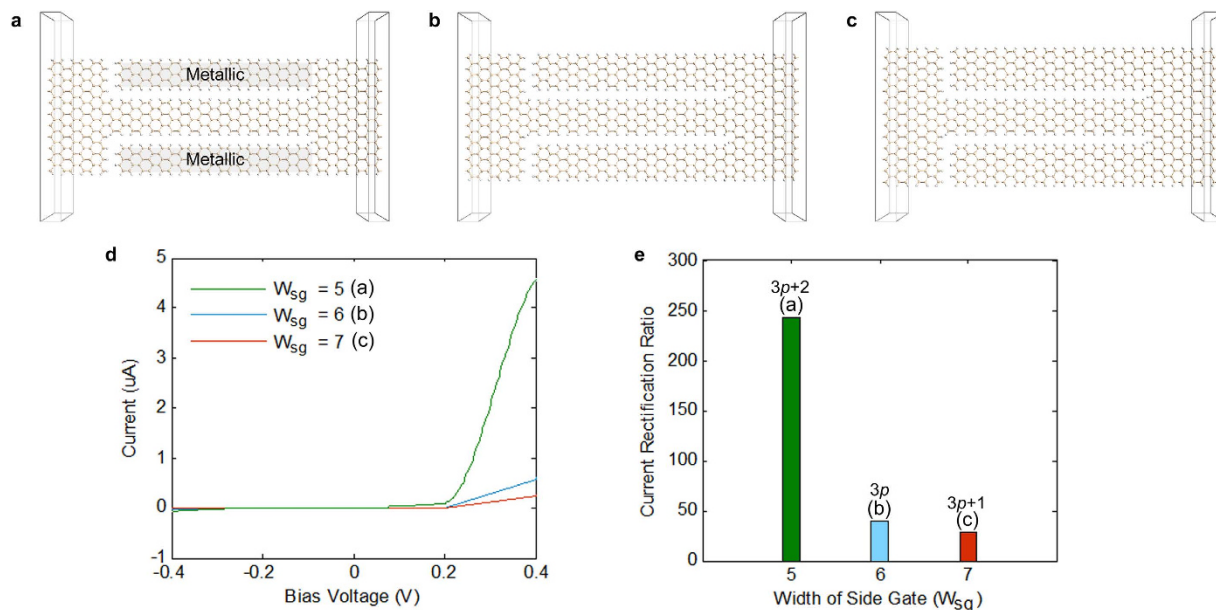 a
b
c
Metallic
Metallic
d
5
4
3
2
1
0
-1
Current (uA)
W_sg = 5 (a)
W_sg = 6 (b)
W_sg = 7 (c)
-0.4
-0.2
0
0.2
0.4
Bias Voltage (V)
e
300
250
200
150
100
50
0
Current Rectification Ratio
3p+2
(a)
3p
(b)
3p+1
(c)
5
6
7
Width of Side Gate (W_sg)